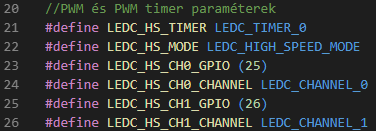 20 //PWM és PWM timer paraméterek
21 #define LEDC_HS_TIMER LEDC_TIMER_0
22 #define LEDC_HS_MODE LEDC_HIGH_SPEED_MODE
23 #define LEDC_HS_CH0_GPIO (25)
24 #define LEDC_HS_CH0_CHANNEL LEDC_CHANNEL_0
25 #define LEDC_HS_CH1_GPIO (26)
26 #define LEDC_HS_CH1_CHANNEL LEDC_CHANNEL_1